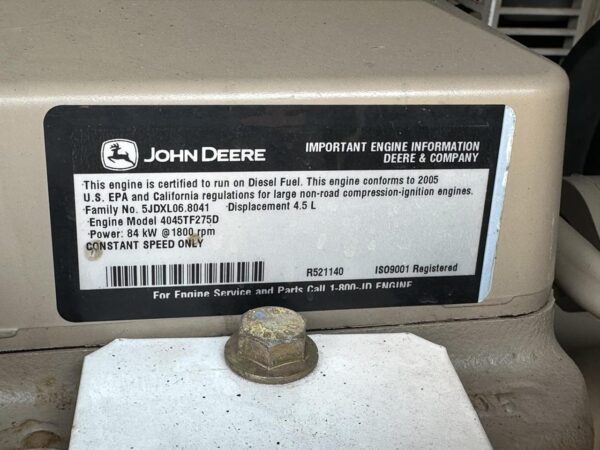 JOHN DEERE
IMPORTANT ENGINE INFORMATION
DEERE & COMPANY
This engine is certified to run on Diesel Fuel. This engine conforms to 2005
U.S. EPA and California regulations for large non-road compression-ignition engines.
Family No. 5JDXL06.8041 Displacement 4.5 L
Engine Model 4045TF275D
Power: 84 kW @1800 rpm
CONSTANT SPEED ONLY
R521140 ISO9001 Registered
For Engine Service and Parts Call 1-800-JD ENGINE